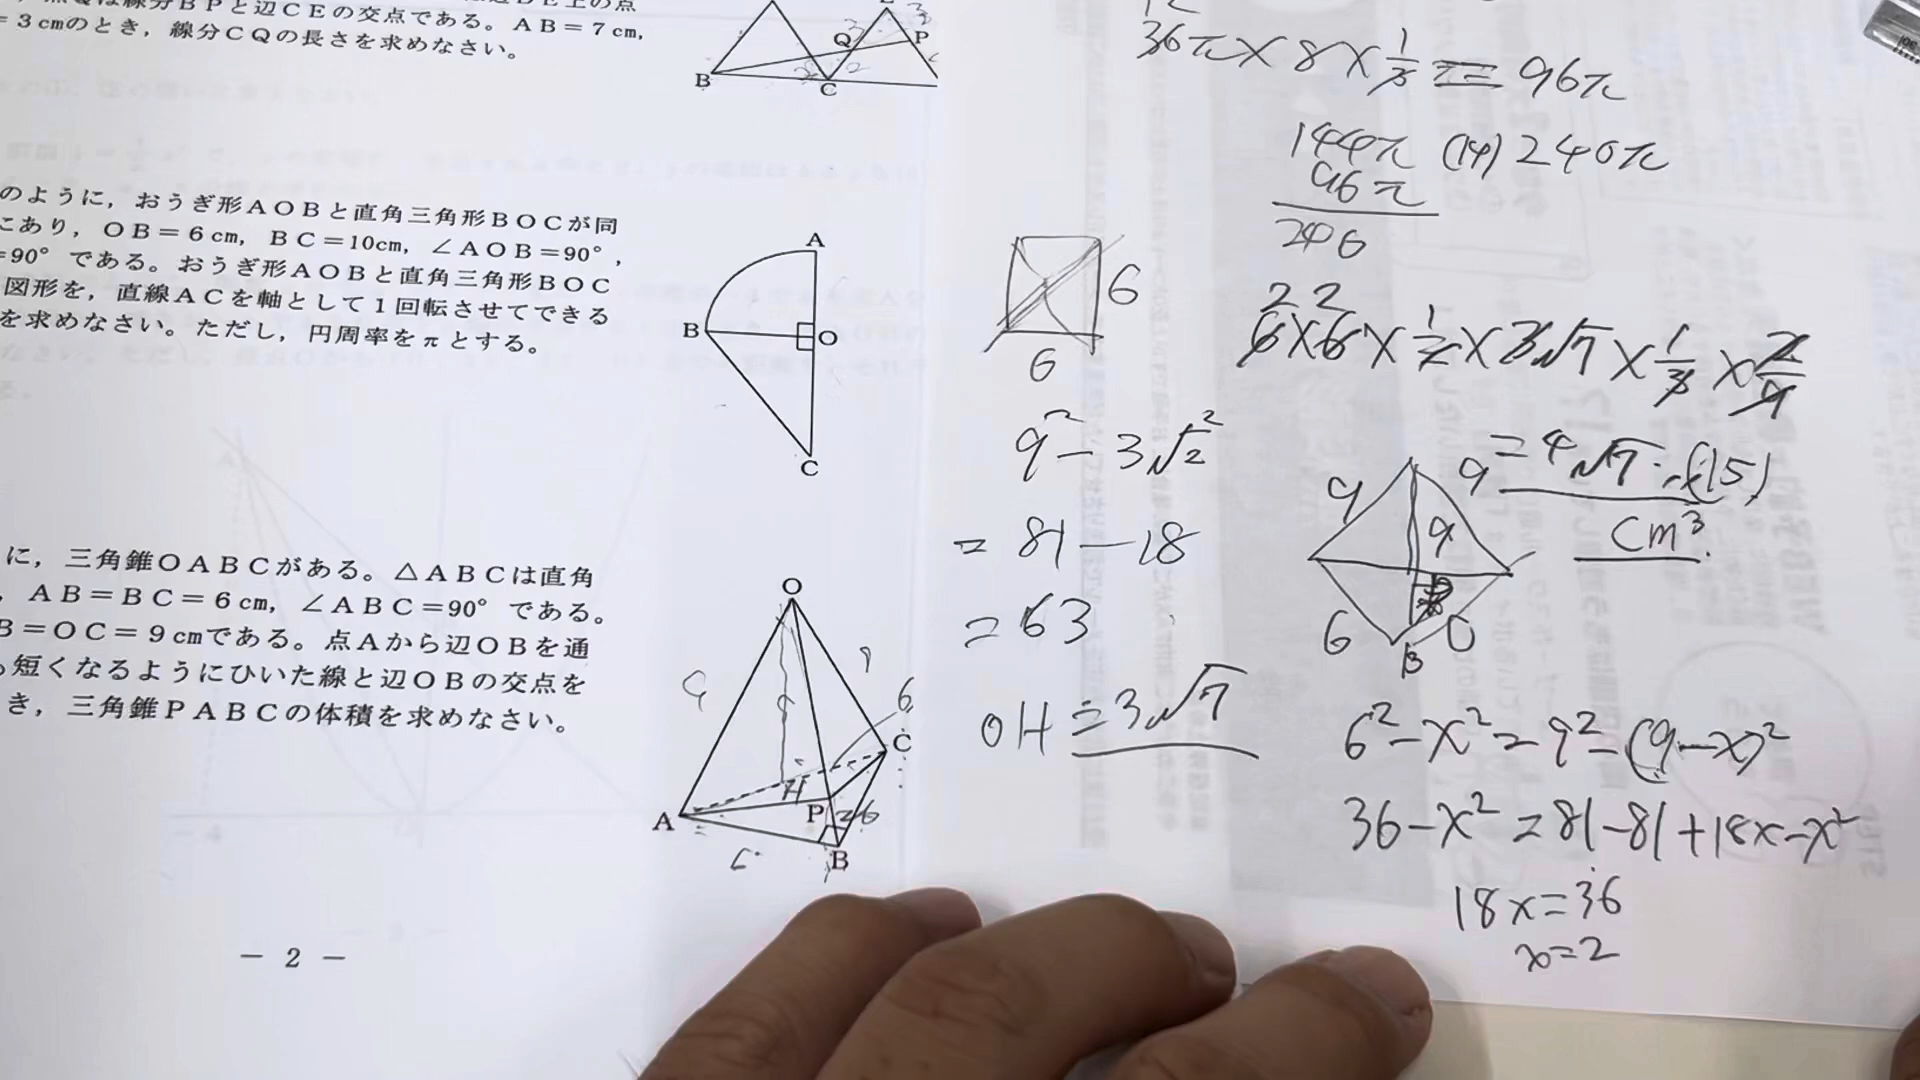 線分BPと辺CEの交点である。AB=7cm,
=3cmのとき，線分CQの長さを求めなさい。
Q
P
B
C
のように，おうぎ形AOBと直角三角形BOCが同
にあり，OB=6cm，BC=10cm，∠AOB=90°，
=90°である。おうぎ形AOBと直角三角形BOC
図形を，直線ACを軸として1回転させてできる
を求めなさい。ただし，円周率をπとする。
A
B
O
C
に，三角錐OABCがある。△ABCは直角
，AB=BC=6cm，∠ABC=90°である。
B=OC=9cmである。点Aから辺OBを通
も短くなるようにひいた線と辺OBの交点を
き，三角錐PABCの体積を求めなさい。
O
9
6
C
H
A
P
26
B
− 2 −
36π×8×1/3=96π
144π (14) 240π
96π
240
6
6
9²-3√2²
=81-18
=63
OH=3√7
2 2
6×6×1/2×3√7×1/3×2/9
=4√7 (15)
cm³
9
9
9
6
B
6²-x²=9²-(9-x)²
36-x²=81-81+18x-x²
18x=36
x=2